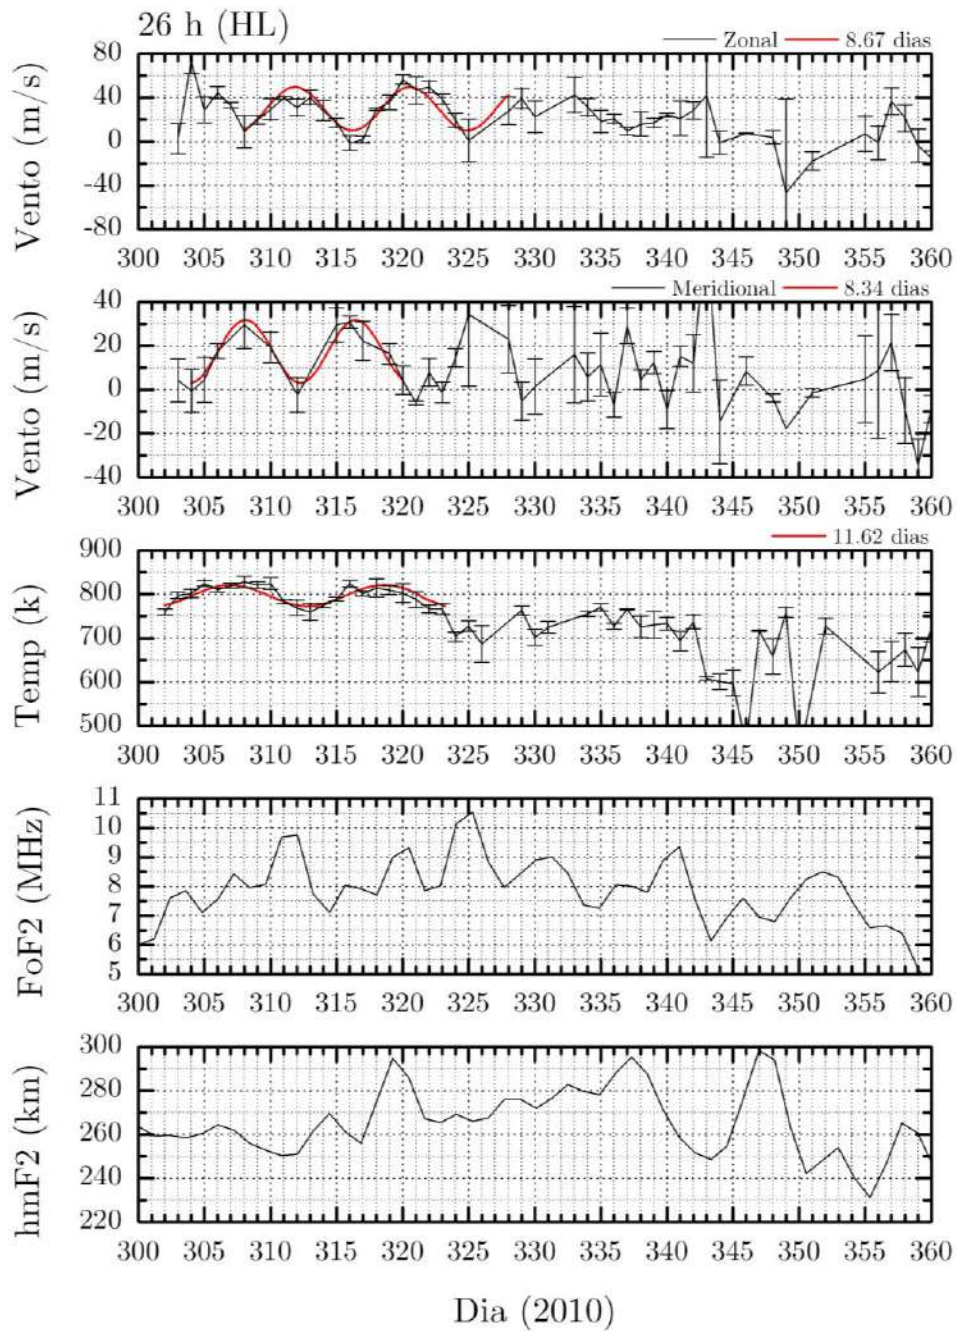 26 h (HL)
Zonal 8.67 dias
Vento (m/s)
80
40
0
-40
-80
300 305 310 315 320 325 330 335 340 345 350 355 360
Meridional 8.34 dias
Vento (m/s)
40
20
0
-20
-40
300 305 310 315 320 325 330 335 340 345 350 355 360
11.62 dias
Temp (k)
900
800
700
600
500
300 305 310 315 320 325 330 335 340 345 350 355 360
FoF2 (MHz)
11
10
9
8
7
6
5
300 305 310 315 320 325 330 335 340 345 350 355 360
hmF2 (km)
300
280
260
240
220
300 305 310 315 320 325 330 335 340 345 350 355 360
Dia (2010)